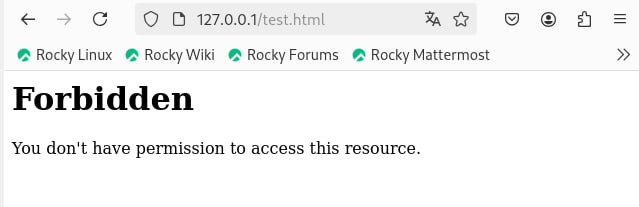 127.0.0.1/test.html
Rocky Linux Rocky Wiki Rocky Forums Rocky Mattermost
Forbidden
You don't have permission to access this resource.